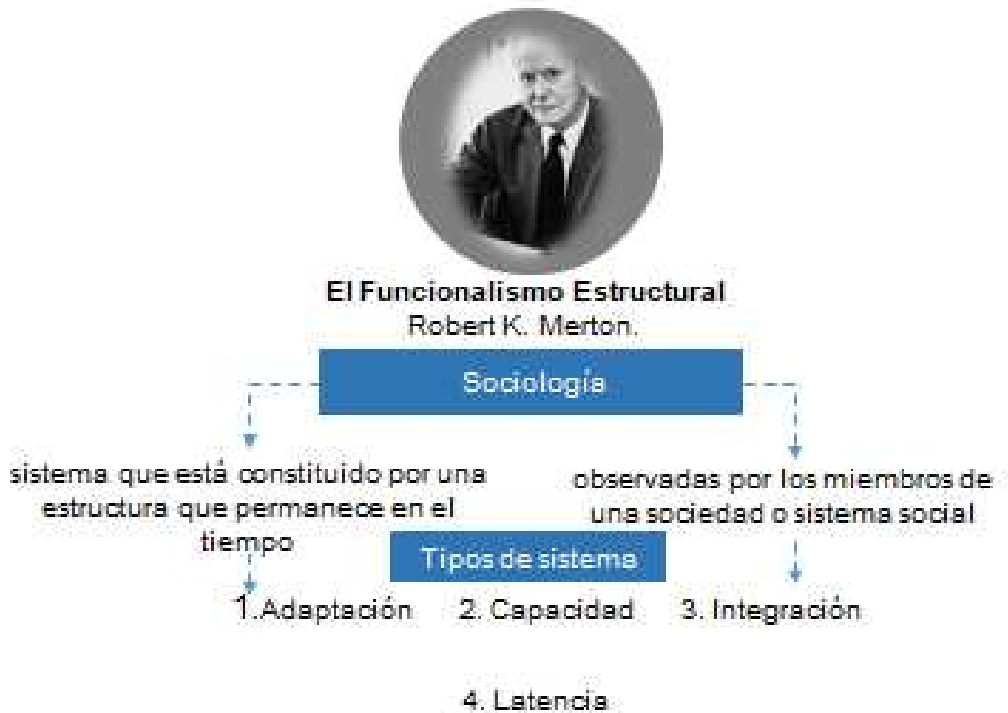 El Funcionalismo Estructural
Robert K. Merton.
Sociología
sistema que está constituido por una
estructura que permanece en el
tiempo
observadas por los miembros de
una sociedad o sistema social
Tipos de sistema
1.Adaptación
2. Capacidad
3. Integración
4. Latencia